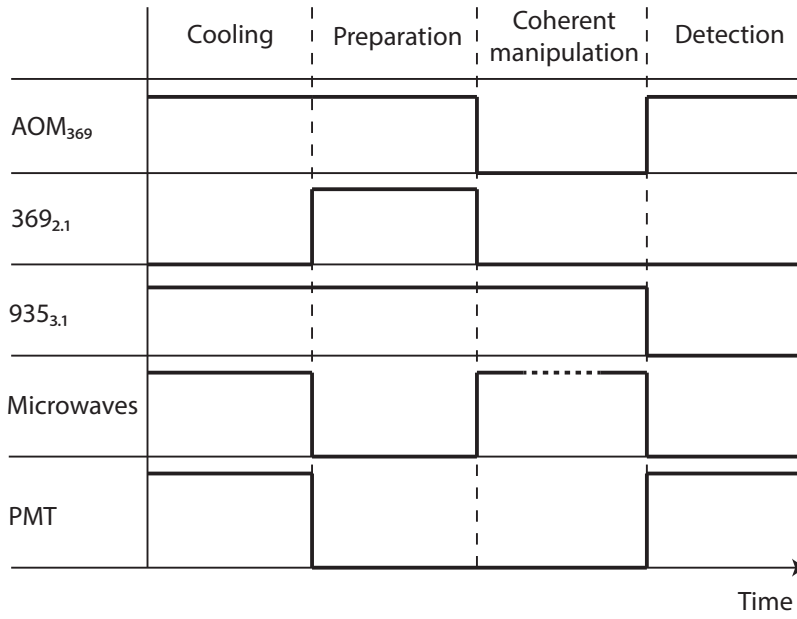 Cooling
Preparation
Coherent
manipulation
Detection
AOM₃₆₉
369₂.₁
935₃.₁
Microwaves
PMT
Time